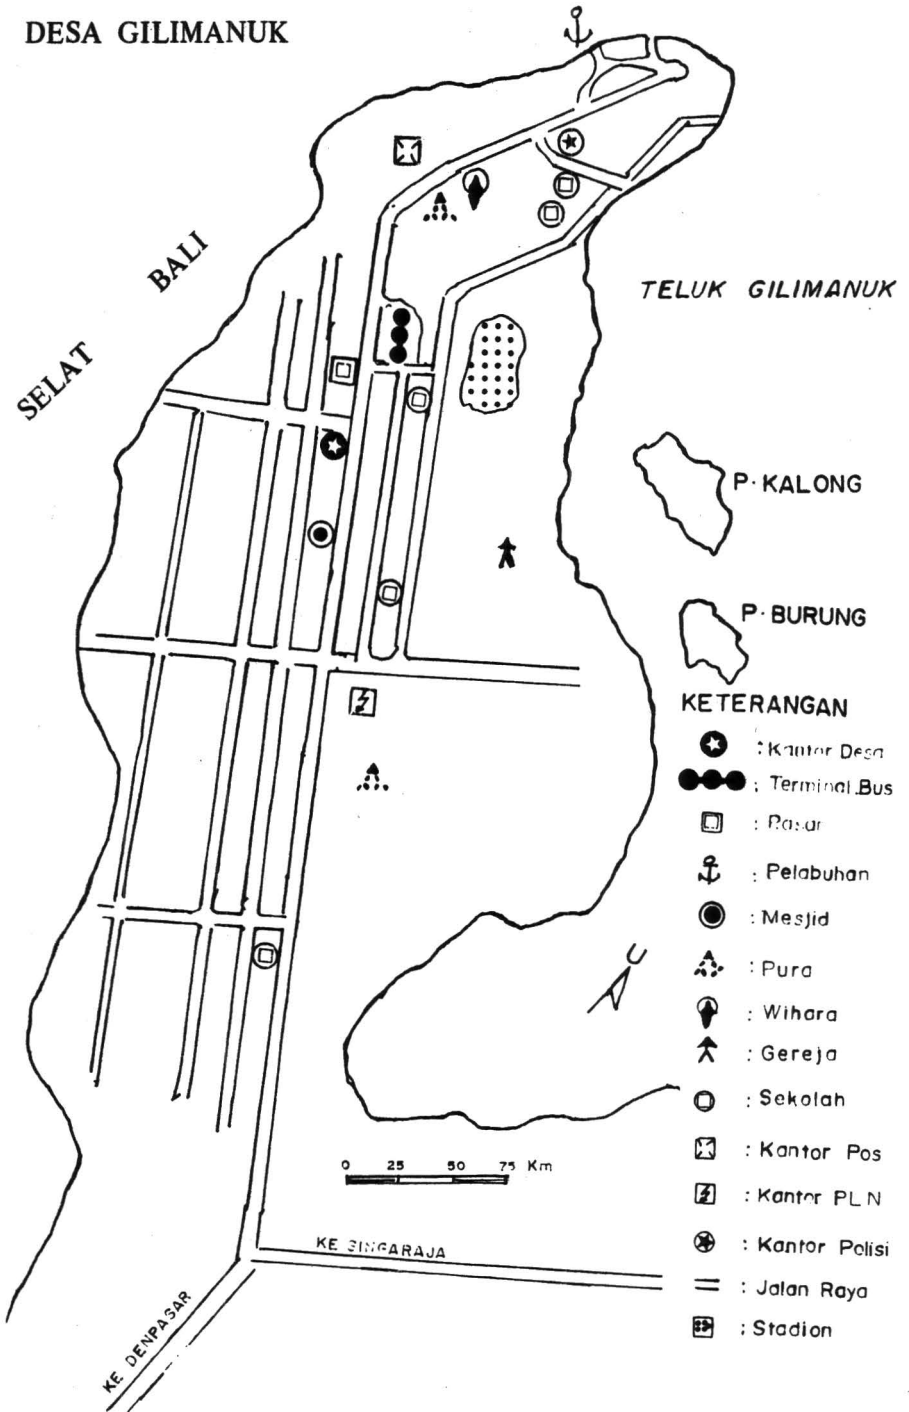 DESA GILIMANUK
SELAT BALI
TELUK GILIMANUK
P. KALONG
P. BURUNG
KETERANGAN
: Kantor Desa
: Terminal Bus
: Pasar
: Pelabuhan
: Mesjid
: Pura
: Wihara
: Gereja
: Sekolah
: Kantor Pos
: Kantor PLN
: Kantor Polisi
: Jalan Raya
: Stadion
U
0 25 50 75 Km
KE SINGARAJA
KE DENPASAR